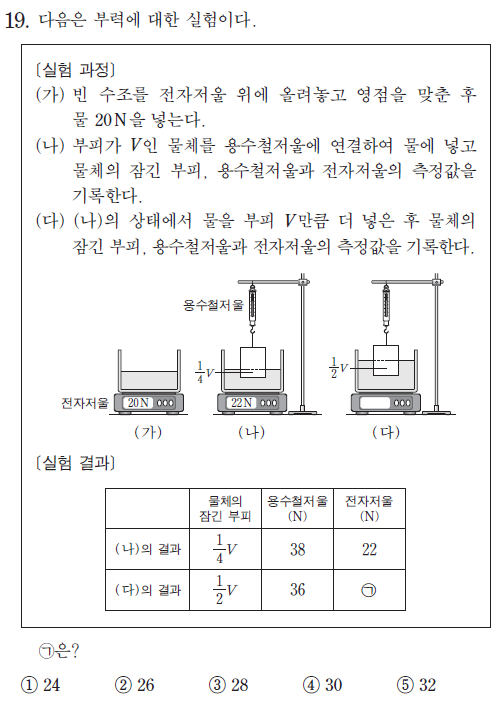 19. 다음은 부력에 대한 실험이다.
〔실험 과정〕
(가) 빈 수조를 전자저울 위에 올려놓고 영점을 맞춘 후
물 20N을 넣는다.
(나) 부피가 V인 물체를 용수철저울에 연결하여 물에 넣고
물체의 잠긴 부피, 용수철저울과 전자저울의 측정값을
기록한다.
(다) (나)의 상태에서 물을 부피 V만큼 더 넣은 후 물체의
잠긴 부피, 용수철저울과 전자저울의 측정값을 기록한다.
용수철저울
1/4 V
1/2 V
전자저울 20N 22N
(가) (나) (다)
〔실험 결과〕
물체의 잠긴 부피 용수철저울 (N) 전자저울 (N)
(나)의 결과 1/4 V 38 22
(다)의 결과 1/2 V 36 ㉠
㉠은?
① 24 ② 26 ③ 28 ④ 30 ⑤ 32